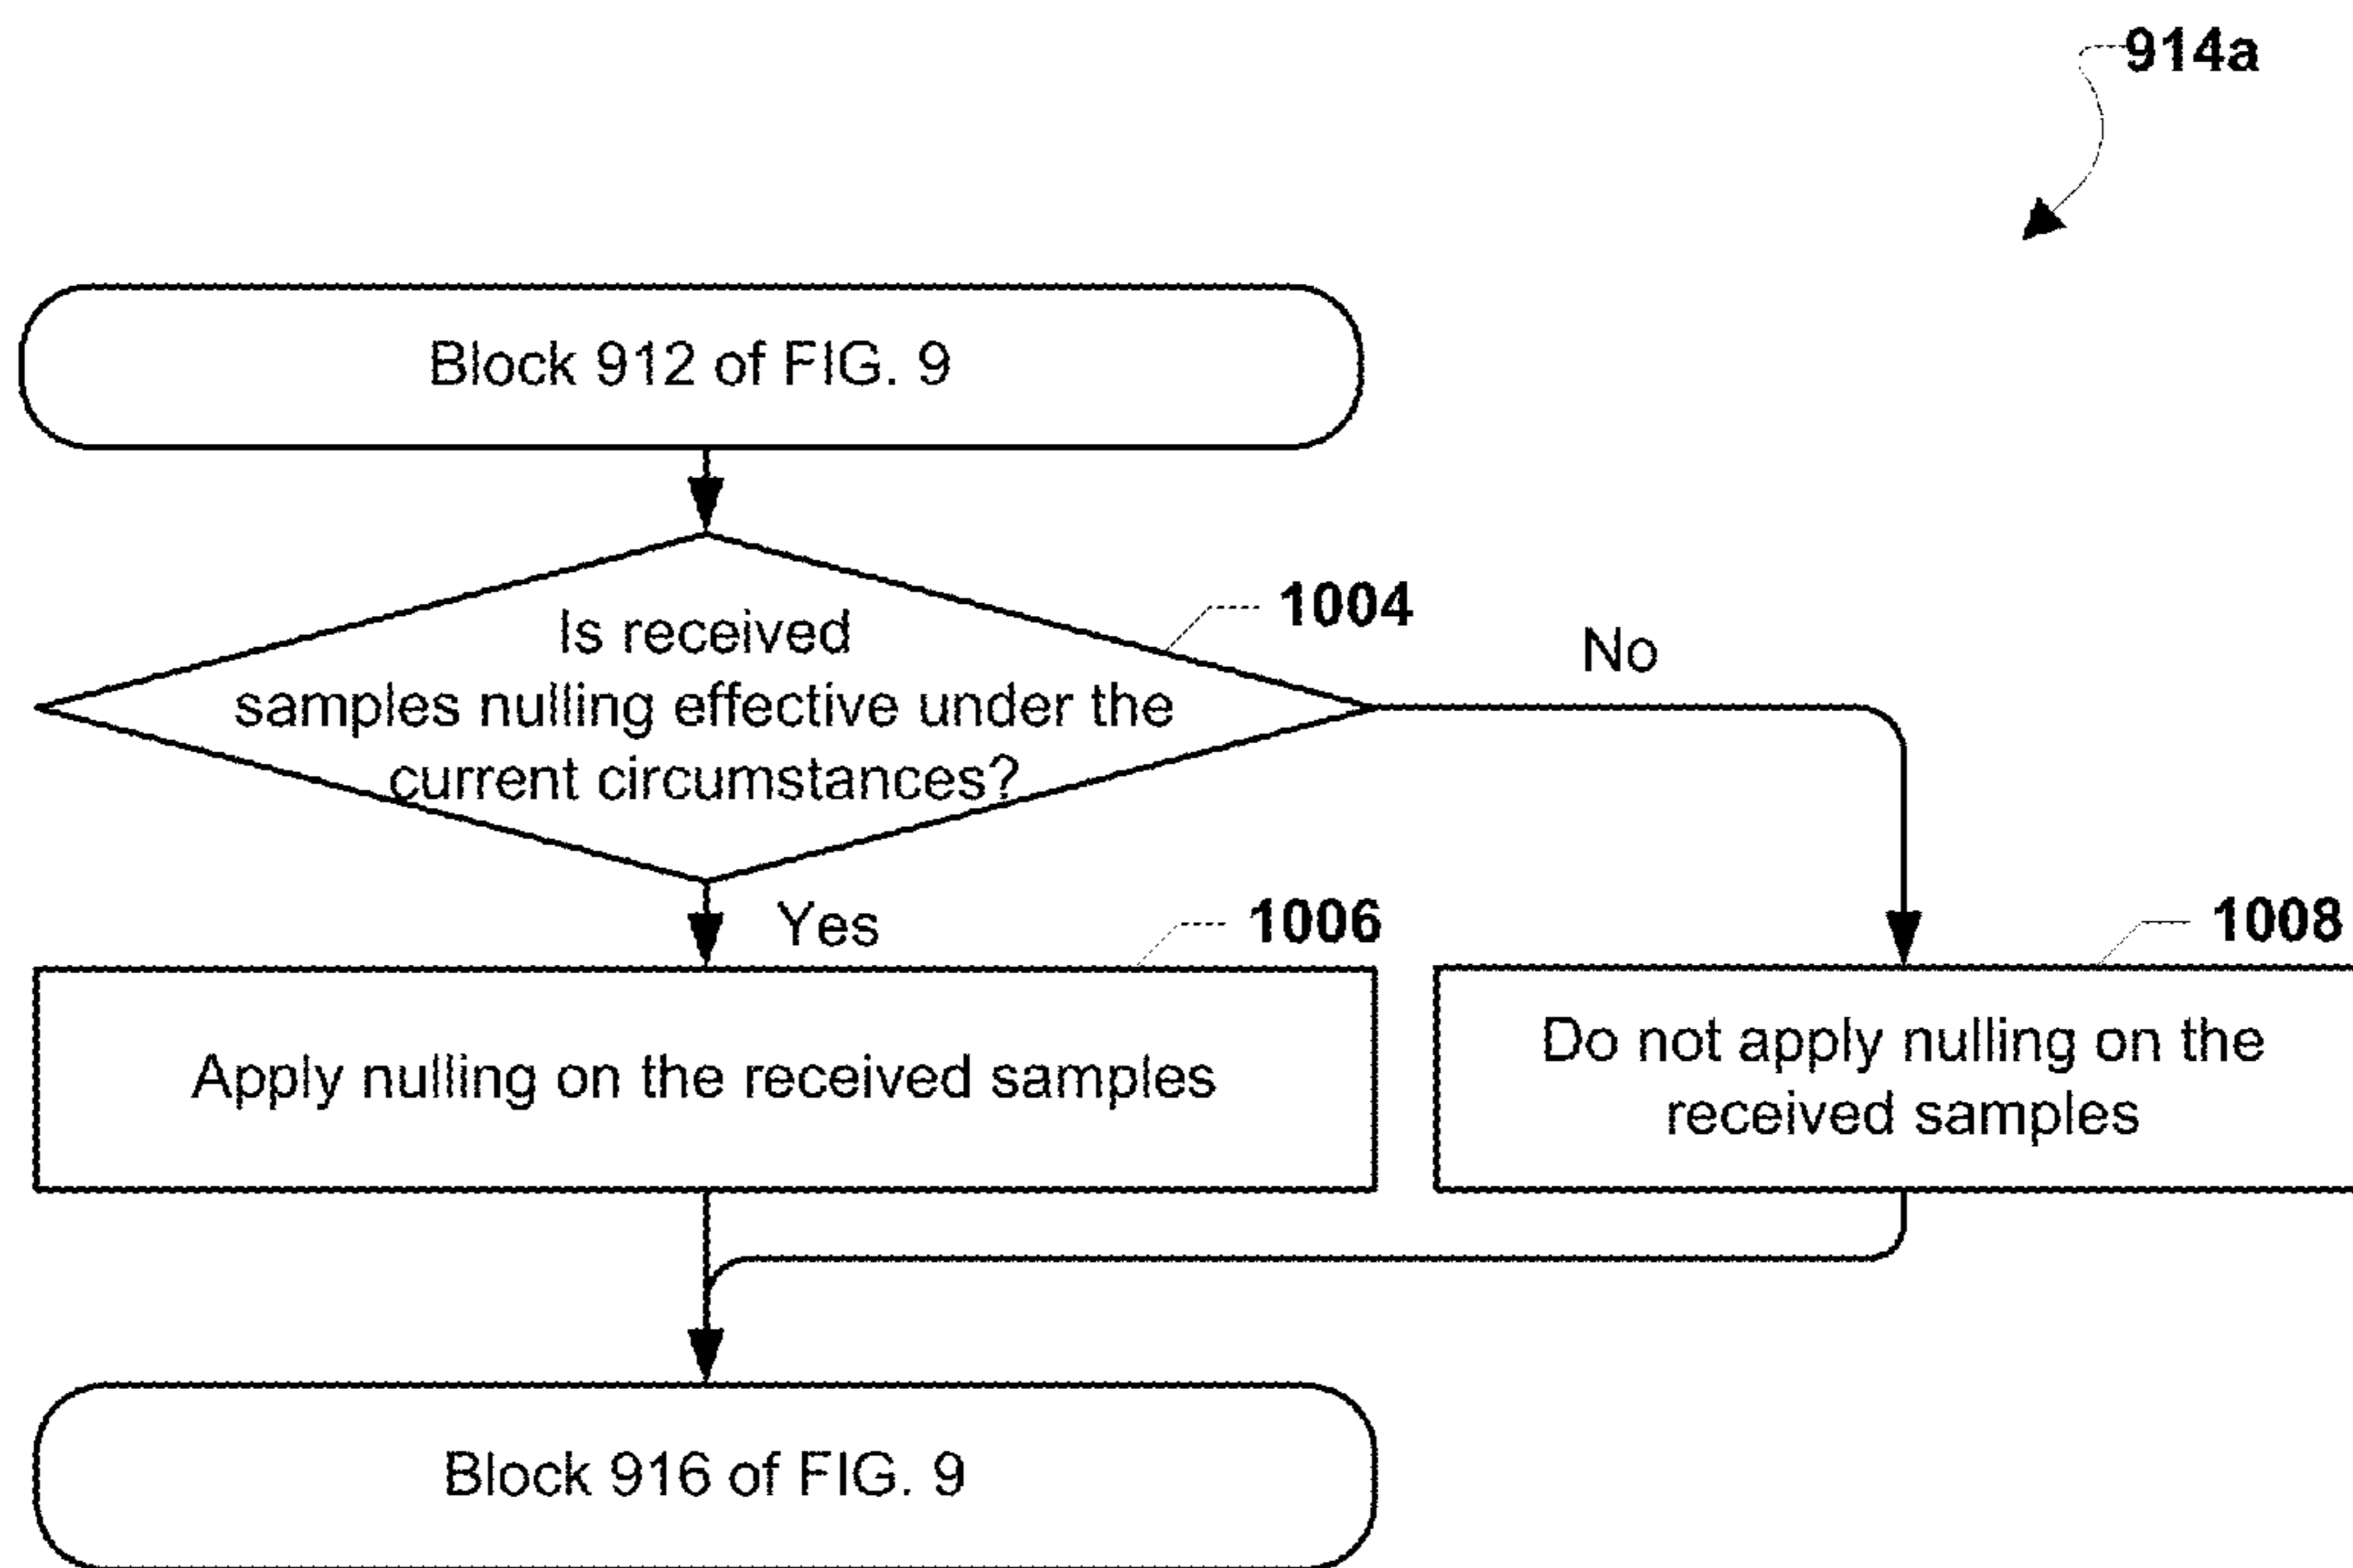 914a
Block 912 of FIG. 9
1004
Is received
samples nulling effective under the
current circumstances?
No
Yes
1006
1008
Apply nulling on the received samples
Do not apply nulling on the
received samples
Block 916 of FIG. 9